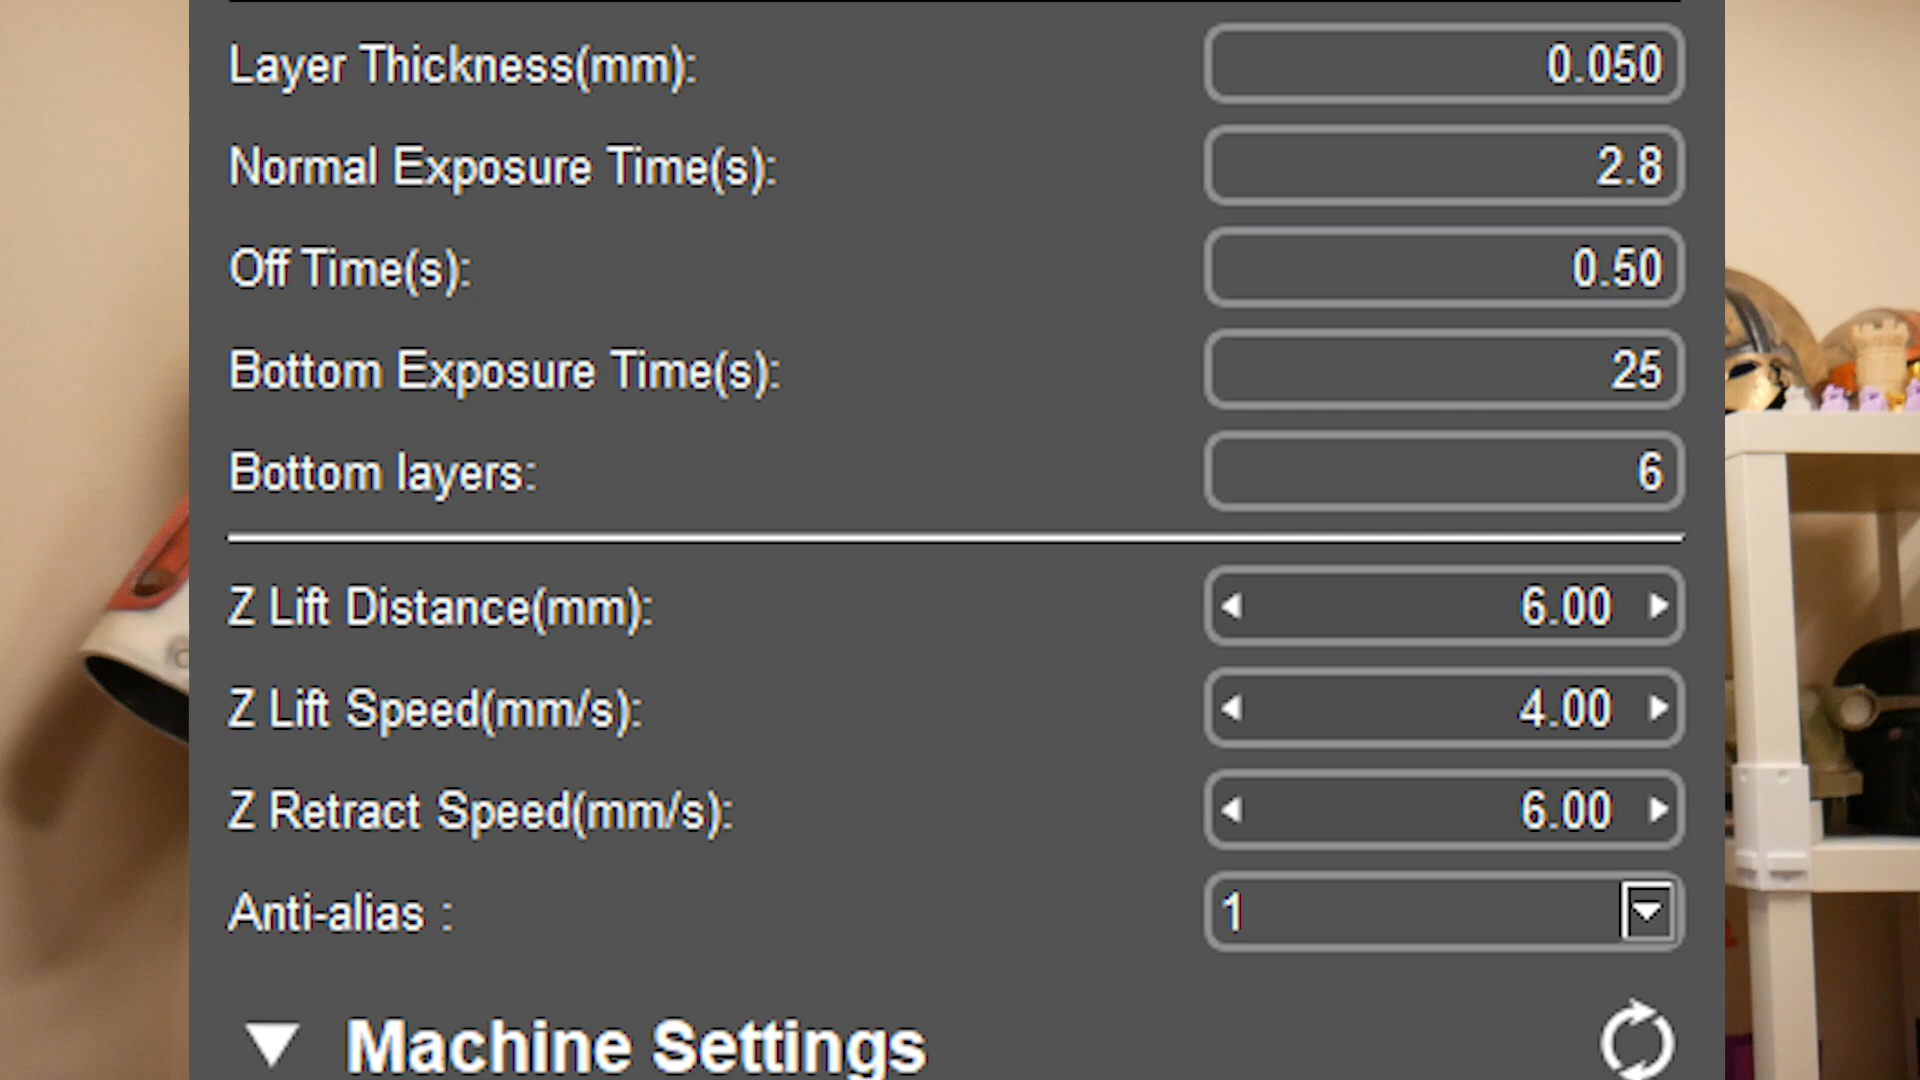 Layer Thickness(mm): 0.050
Normal Exposure Time(s): 2.8
Off Time(s): 0.50
Bottom Exposure Time(s): 25
Bottom layers: 6
Z Lift Distance(mm): 6.00
Z Lift Speed(mm/s): 4.00
Z Retract Speed(mm/s): 6.00
Anti-alias : 1
Machine Settings